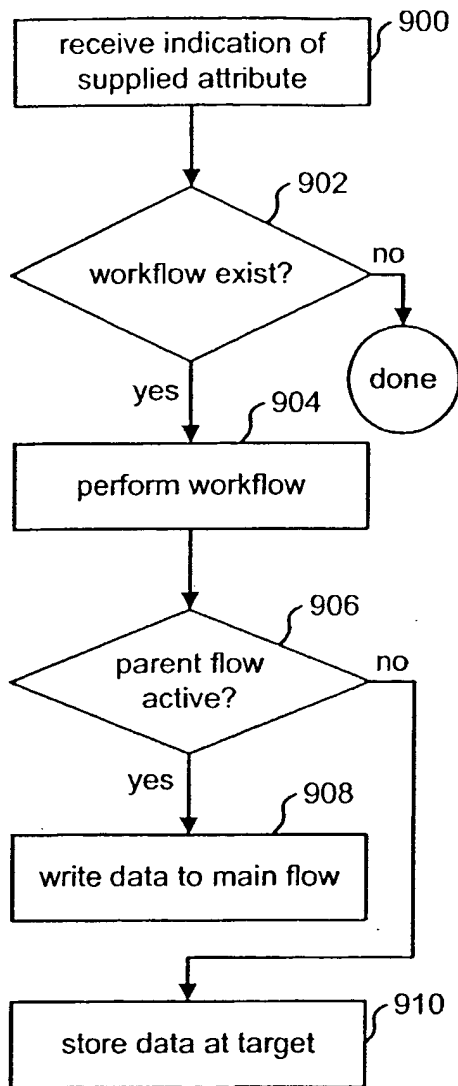 900
receive indication of
supplied attribute
902
workflow exist?
no
done
yes
904
perform workflow
906
parent flow
active?
no
yes
908
write data to main flow
910
store data at target